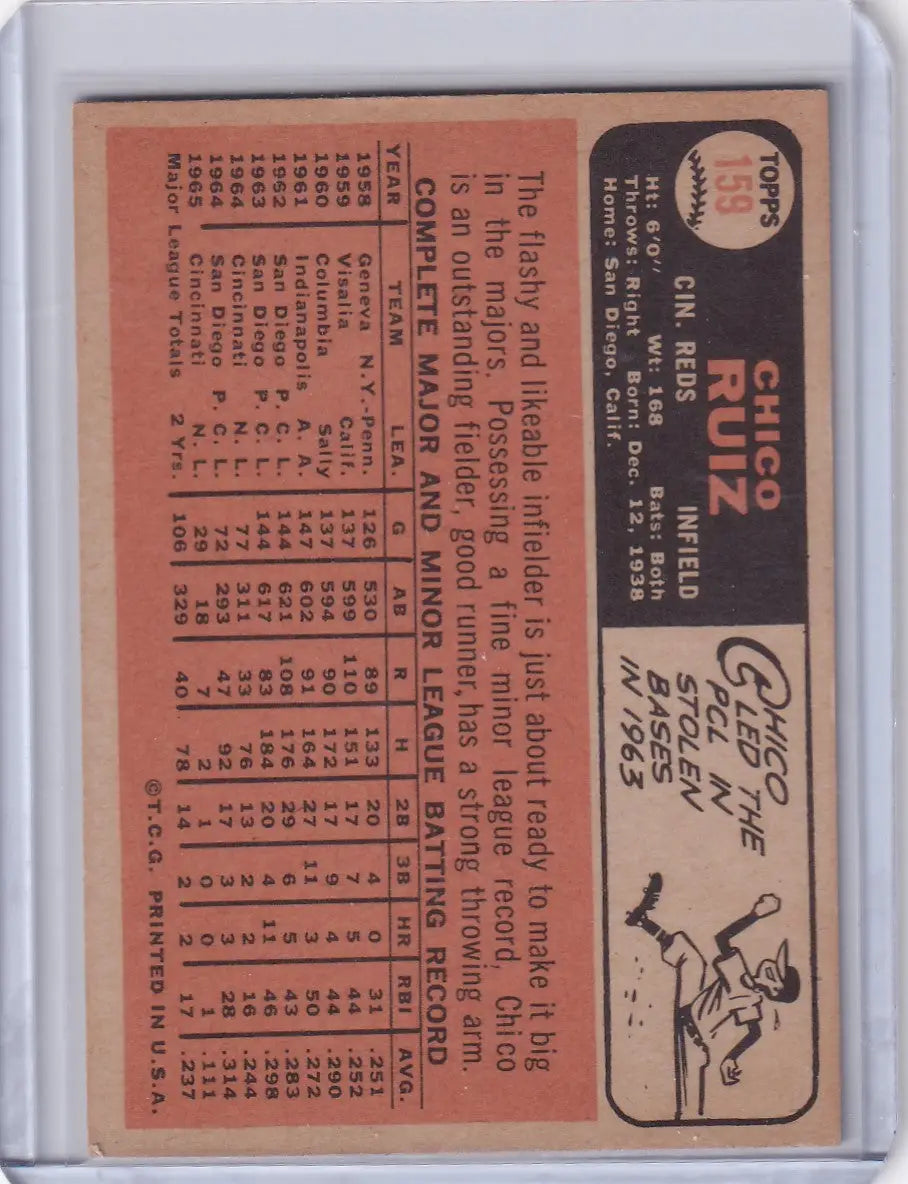 TOPPS
159
CHICO
RUIZ
CIN. REDS INFIELD
Ht: 6'0" Wt: 168 Bats: Both
Throws: Right Born: Dec. 12, 1938
Home: San Diego, Calif.
CHICO
LED THE
PCL IN
STOLEN
BASES
IN 1963
The flashy and likeable infielder is just about ready to make it big
in the majors. Possessing a fine minor league record, Chico
is an outstanding fielder, good runner, has a strong throwing arm.
COMPLETE MAJOR AND MINOR LEAGUE BATTING RECORD
YEAR TEAM LEA. G AB R H 2B 3B HR RBI AVG.
1958 Geneva N.Y.-Penn. 126 530 89 133 20 4 0 31 .251
1959 Visalia Calif. 137 599 110 151 17 7 5 44 .252
1960 Columbia Sally 137 594 90 172 17 9 4 44 .290
1961 Indianapolis A. A. 147 602 91 164 27 11 3 50 .272
1962 San Diego P. C. L. 144 621 108 176 29 6 5 43 .283
1963 San Diego P. C. L. 144 617 83 184 20 4 11 46 .298
1964 Cincinnati N. L. 77 311 33 76 13 2 2 16 .244
1964 San Diego P. C. L. 72 293 47 92 17 3 3 28 .314
1965 Cincinnati N. L. 29 18 7 2 1 0 0 1 .111
Major League Totals 2 Yrs. 106 329 40 78 14 2 2 17 .237
©T.C.G. PRINTED IN U.S.A.